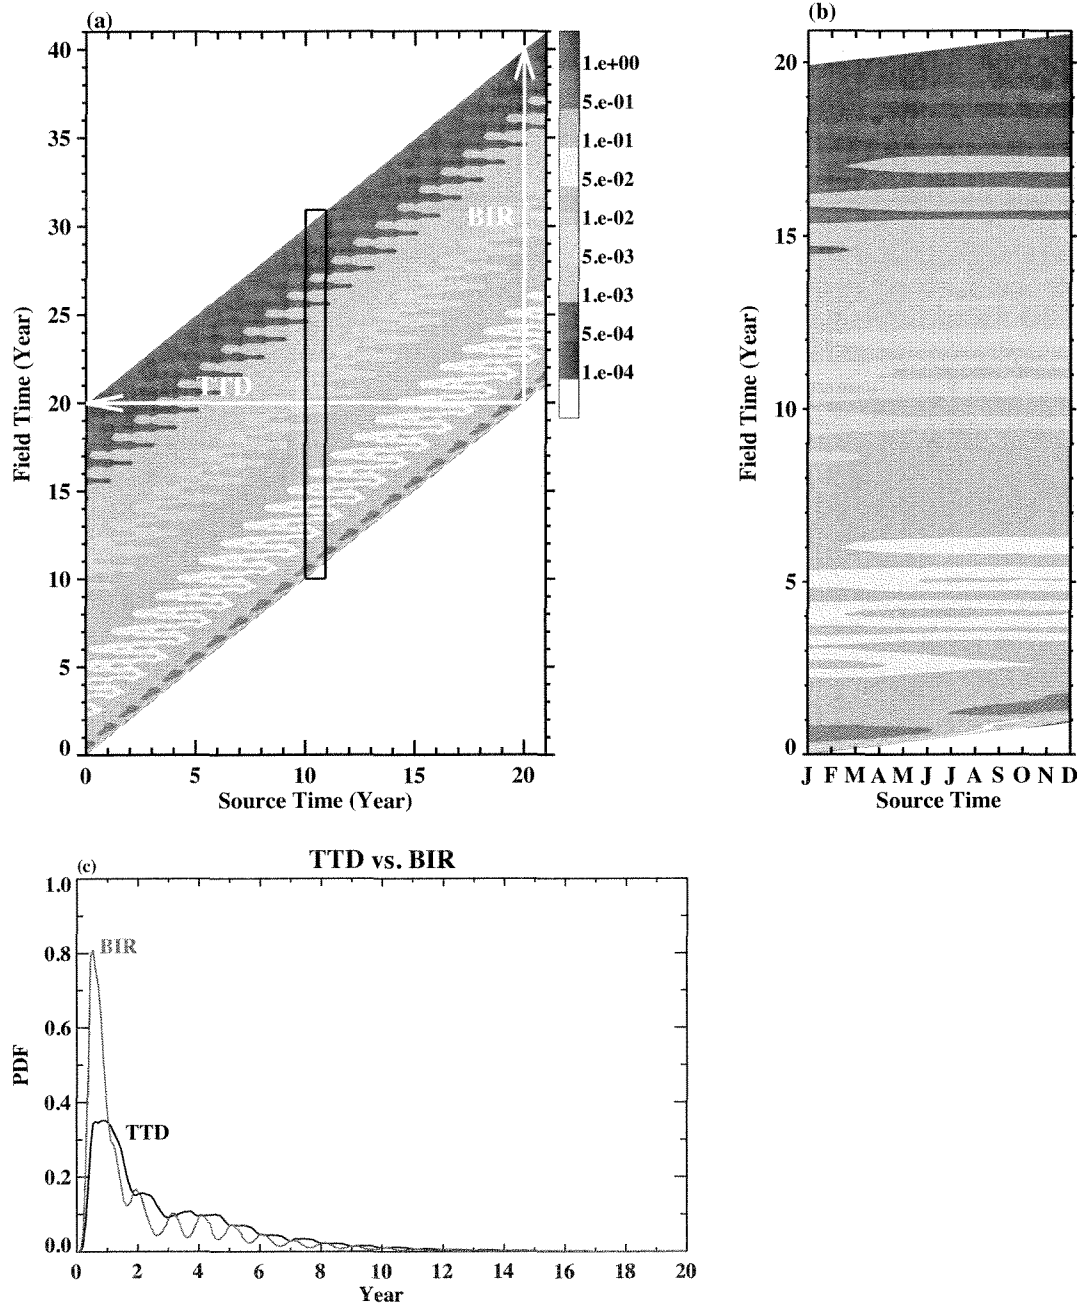 (a)
40
35
30
25
20
15
10
5
0
Field Time (Year)
0 5 10 15 20
Source Time (Year)
BIR
TTD
1.e+00
5.e-01
1.e-01
5.e-02
1.e-02
5.e-03
1.e-03
5.e-04
1.e-04
(b)
20
15
10
5
0
Field Time (Year)
J F M A M J J A S O N D
Source Time
TTD vs. BIR
(c)
1.0
0.8
0.6
0.4
0.2
0.0
PDF
BIR
TTD
0 2 4 6 8 10 12 14 16 18 20
Year